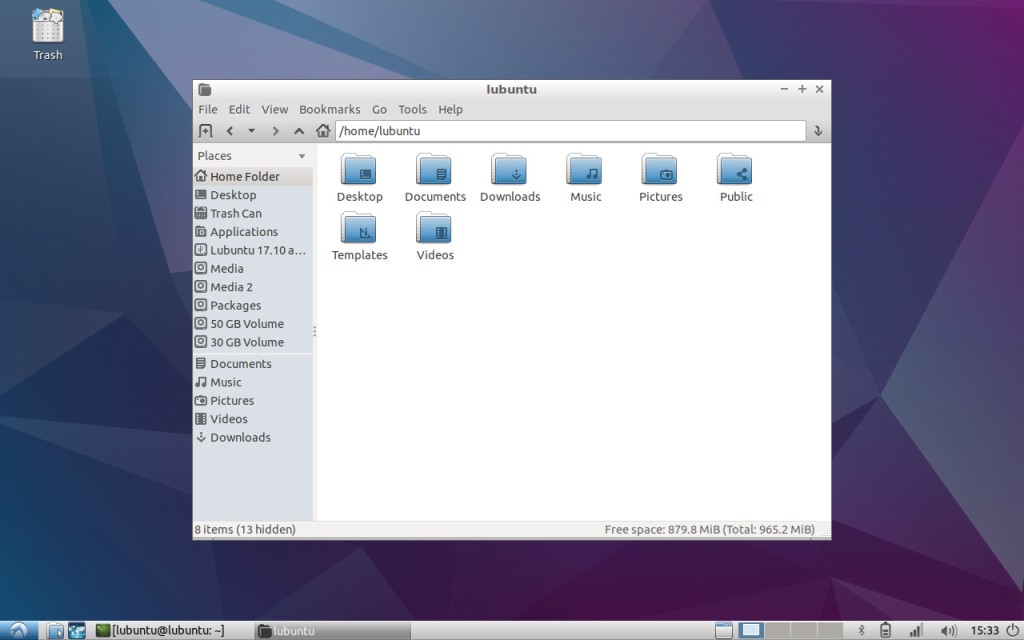 Trash
lubuntu
File Edit View Bookmarks Go Tools Help
/home/lubuntu
Places
Home Folder
Desktop
Trash Can
Applications
Lubuntu 17.10 a...
Media
Media 2
Packages
50 GB Volume
30 GB Volume
Documents
Music
Pictures
Videos
Downloads
Desktop Documents Downloads Music Pictures Public
Templates Videos
8 items (13 hidden) Free space: 879.8 MiB (Total: 965.2 MiB)
[lubuntu@lubuntu: ~] lubuntu 15:33